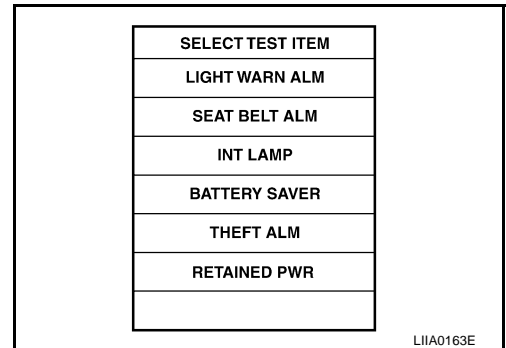 SELECT TEST ITEM
LIGHT WARN ALM
SEAT BELT ALM
INT LAMP
BATTERY SAVER
THEFT ALM
RETAINED PWR
LIIA0163E